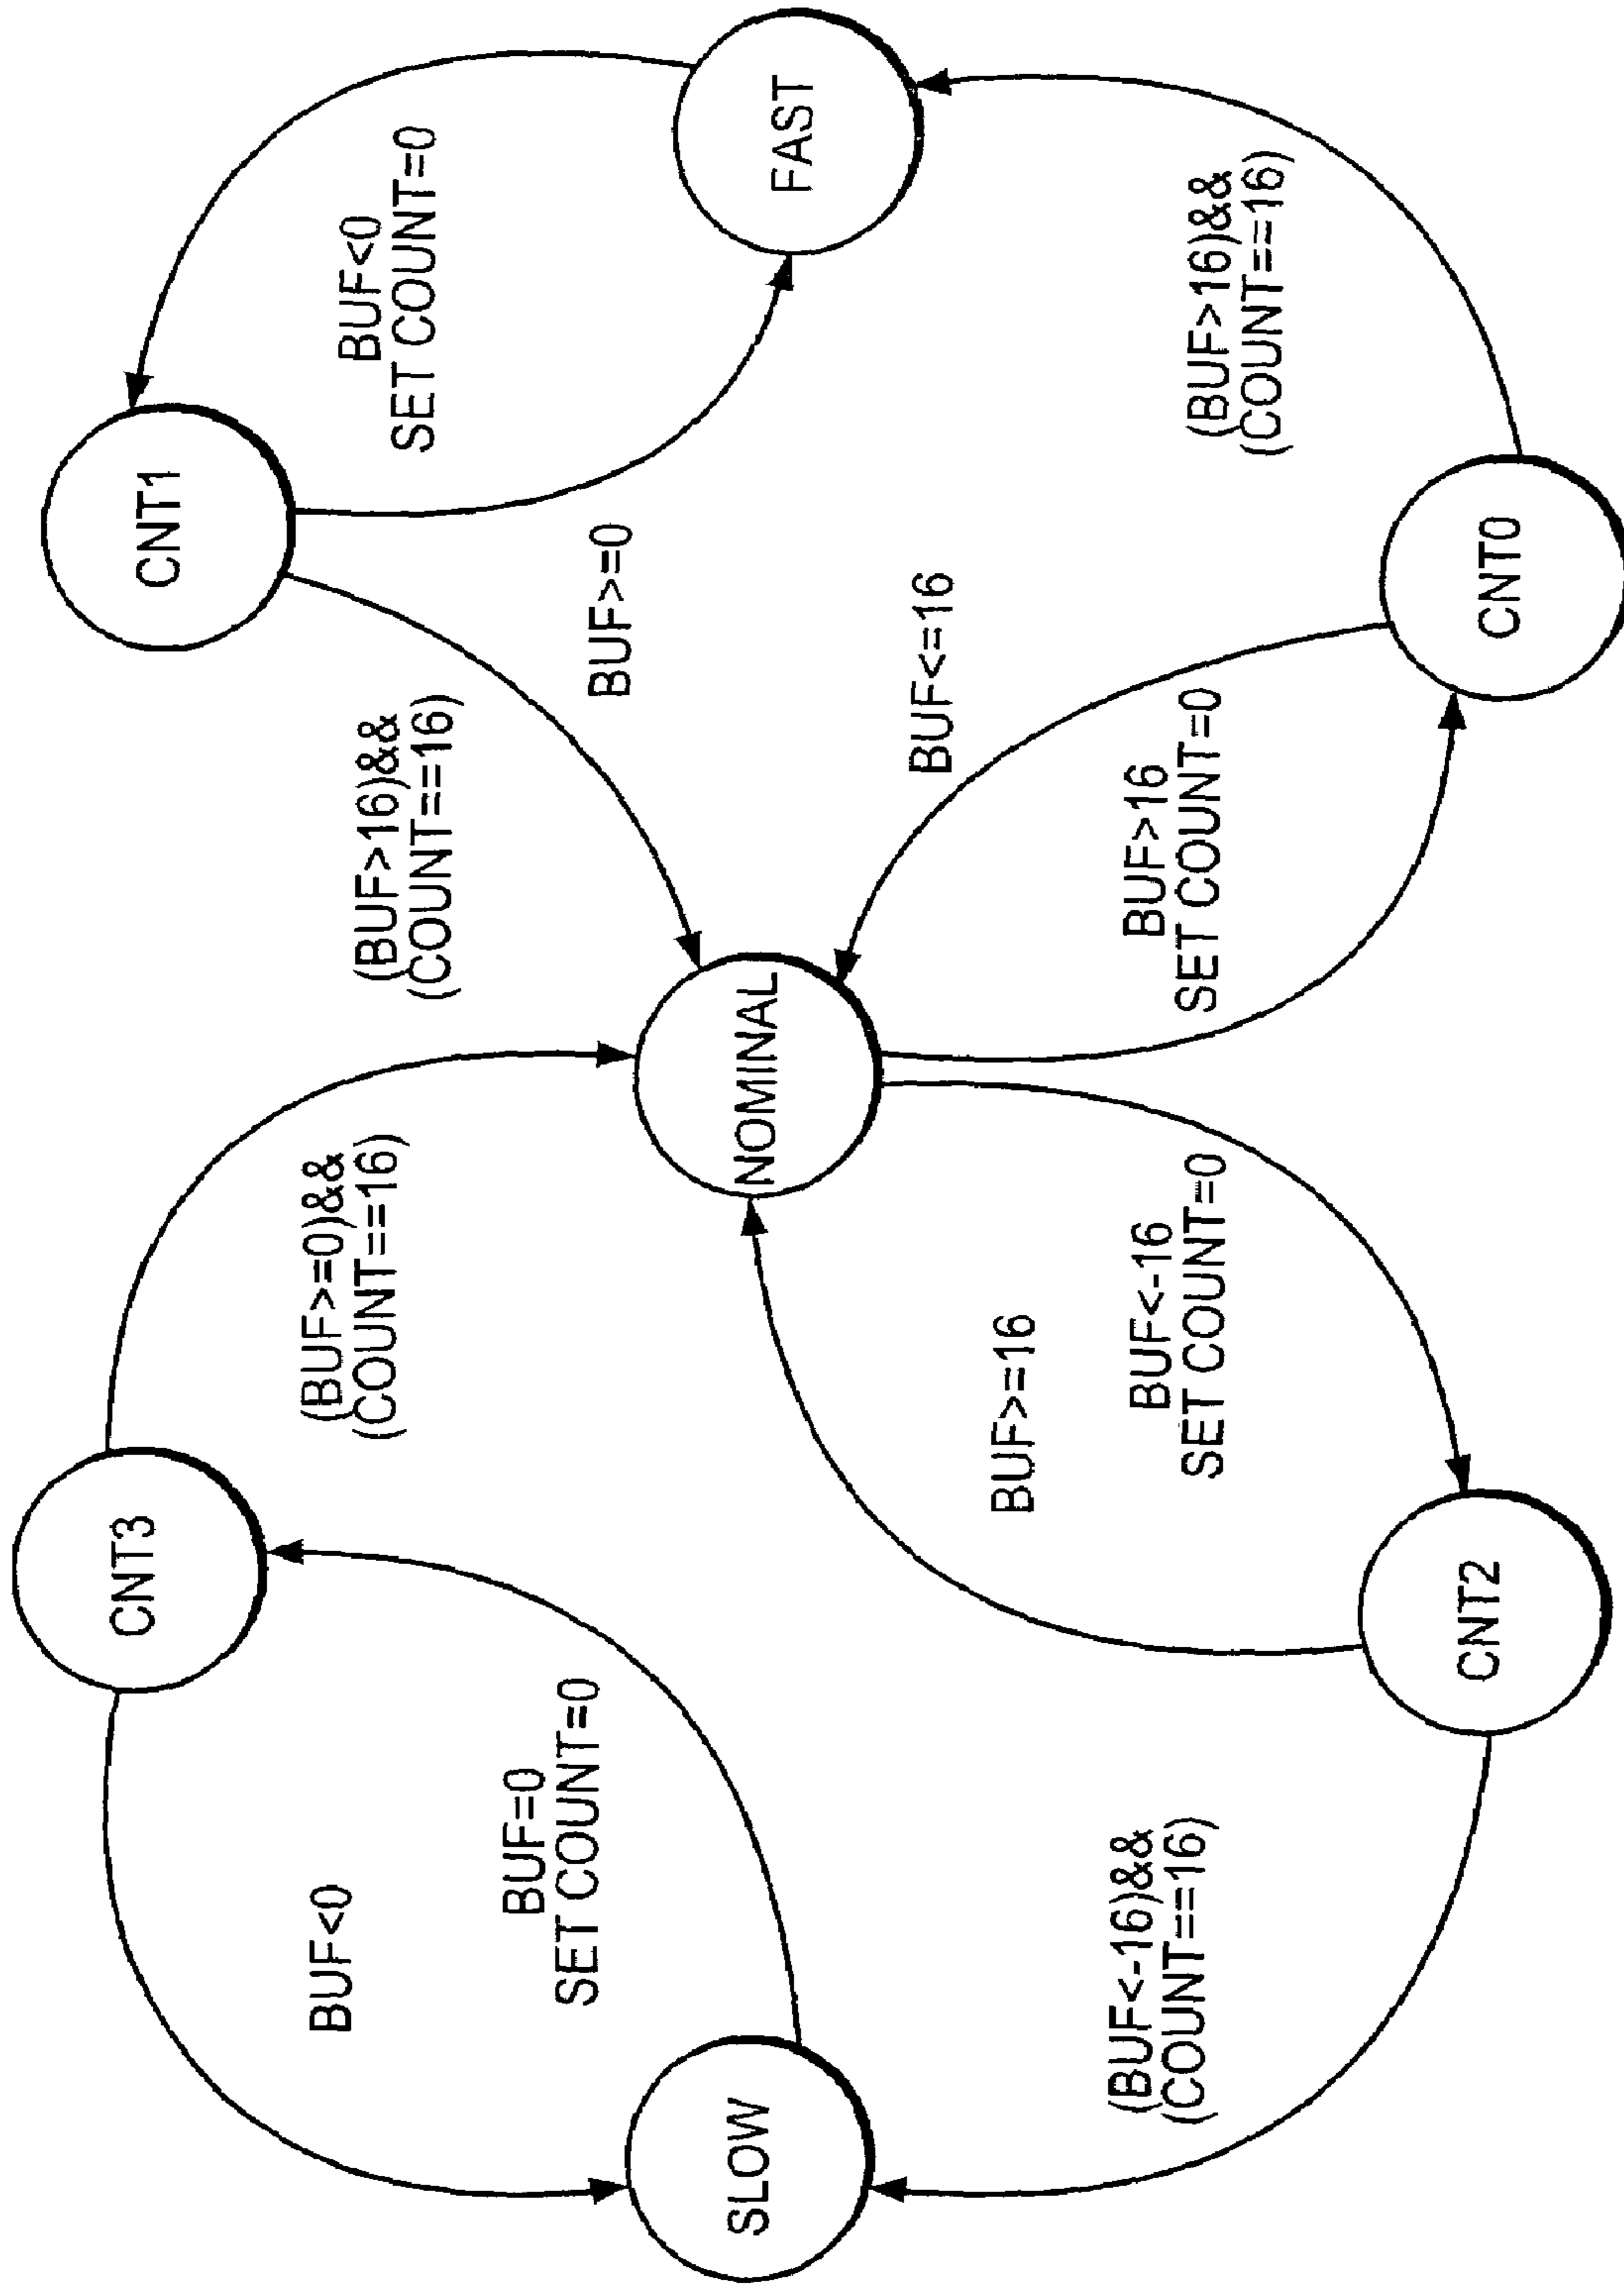 CNT3
CNT1
BUF<0
(BUF>=0)&&
(COUNT==16)
(BUF>16)&&
(COUNT==16)
BUF<0
SET COUNT=0
BUF=0
SET COUNT=0
BUF>=0
SLOW
NOMINAL
FAST
BUF>=16
BUF<=16
(BUF<-16)&&
(COUNT==16)
BUF<-16
SET COUNT=0
BUF>16
SET COUNT=0
(BUF>16)&&
(COUNT==16)
CNT2
CNT0